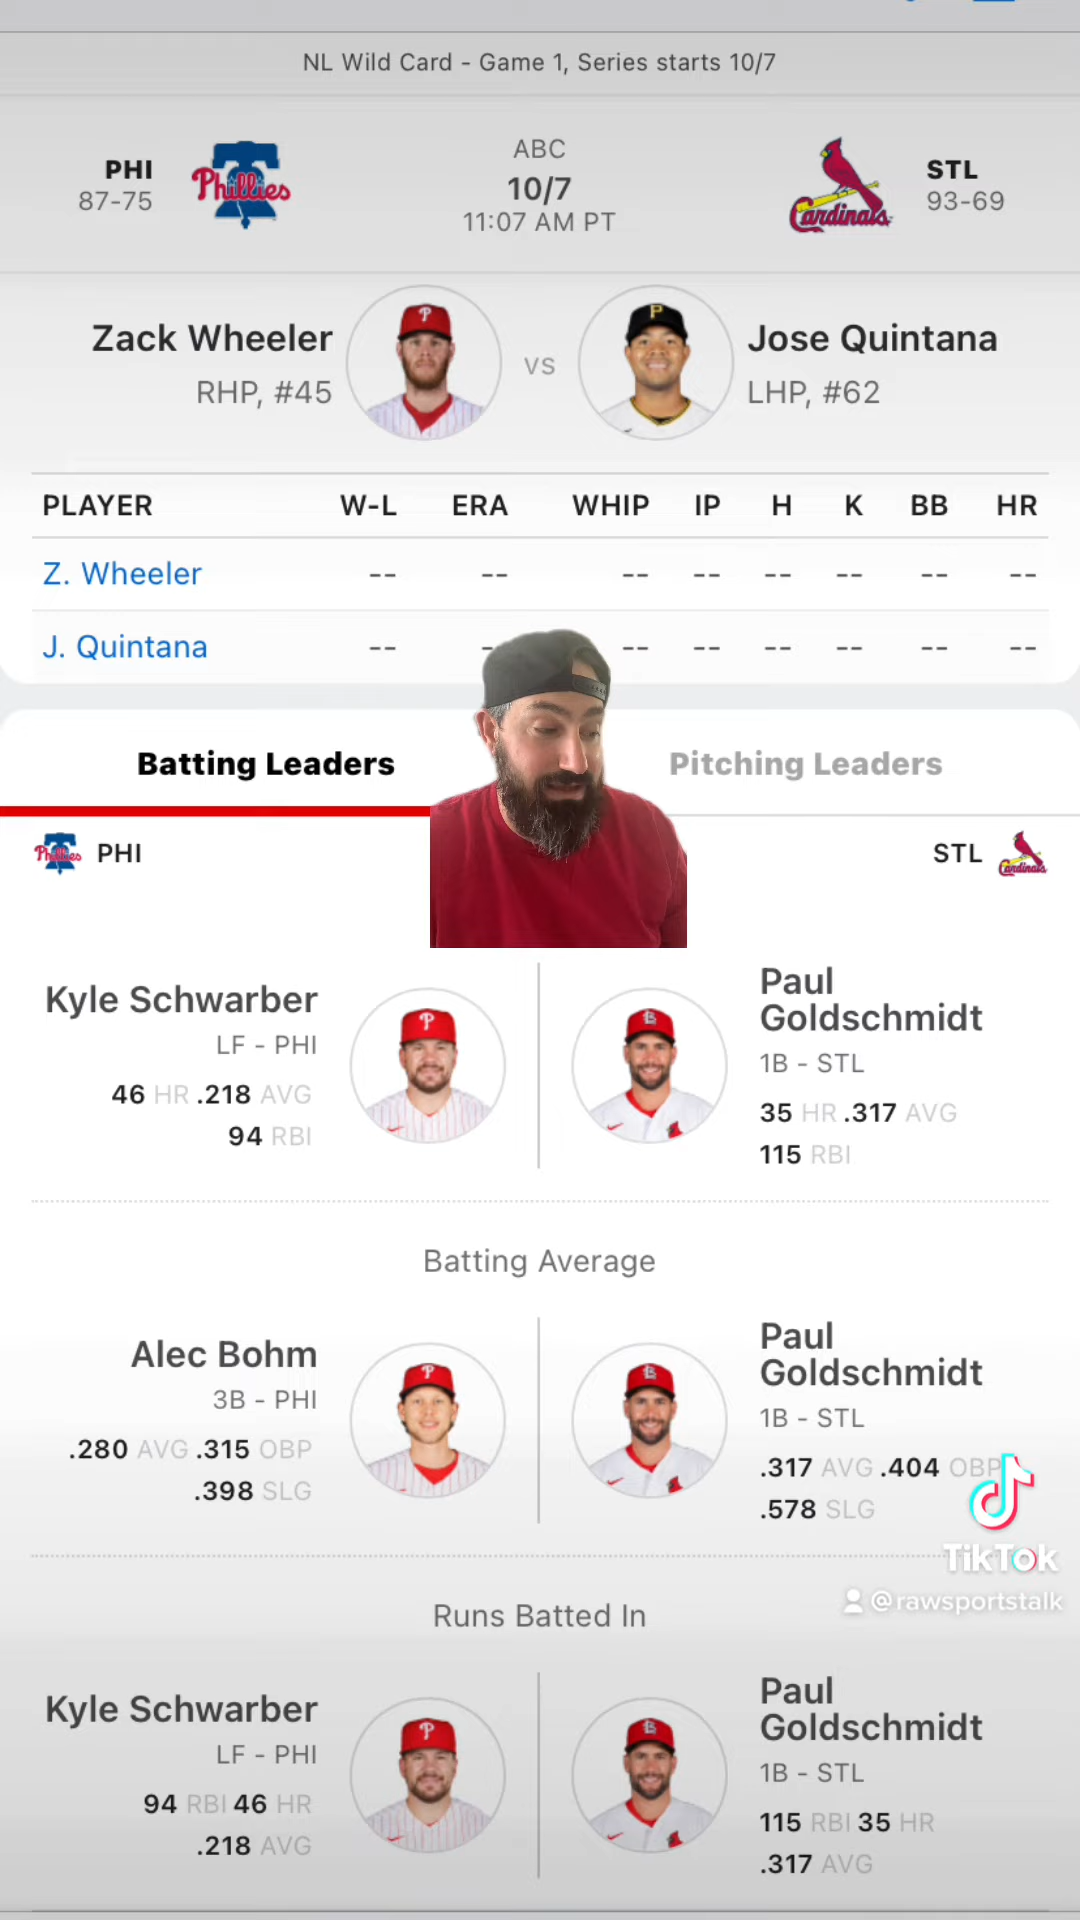 NL Wild Card - Game 1, Series starts 10/7
PHI
87-75
Phillies
ABC
10/7
11:07 AM PT
Cardinals
STL
93-69
Zack Wheeler
RHP, #45
VS
Jose Quintana
LHP, #62
PLAYER W-L ERA WHIP IP H K BB HR
Z. Wheeler -- -- -- -- -- -- -- --
J. Quintana -- - -- -- -- -- -- --
Batting Leaders
Pitching Leaders
Phillies PHI
STL Cardinals
Kyle Schwarber
LF - PHI
46 HR .218 AVG
94 RBI
Paul
Goldschmidt
1B - STL
35 HR .317 AVG
115 RBI
Batting Average
Alec Bohm
3B - PHI
.280 AVG .315 OBP
.398 SLG
Paul
Goldschmidt
1B - STL
.317 AVG .404 OBP
.578 SLG
TikTok
@rawsportstalk
Runs Batted In
Kyle Schwarber
LF - PHI
94 RBI 46 HR
.218 AVG
Paul
Goldschmidt
1B - STL
115 RBI 35 HR
.317 AVG